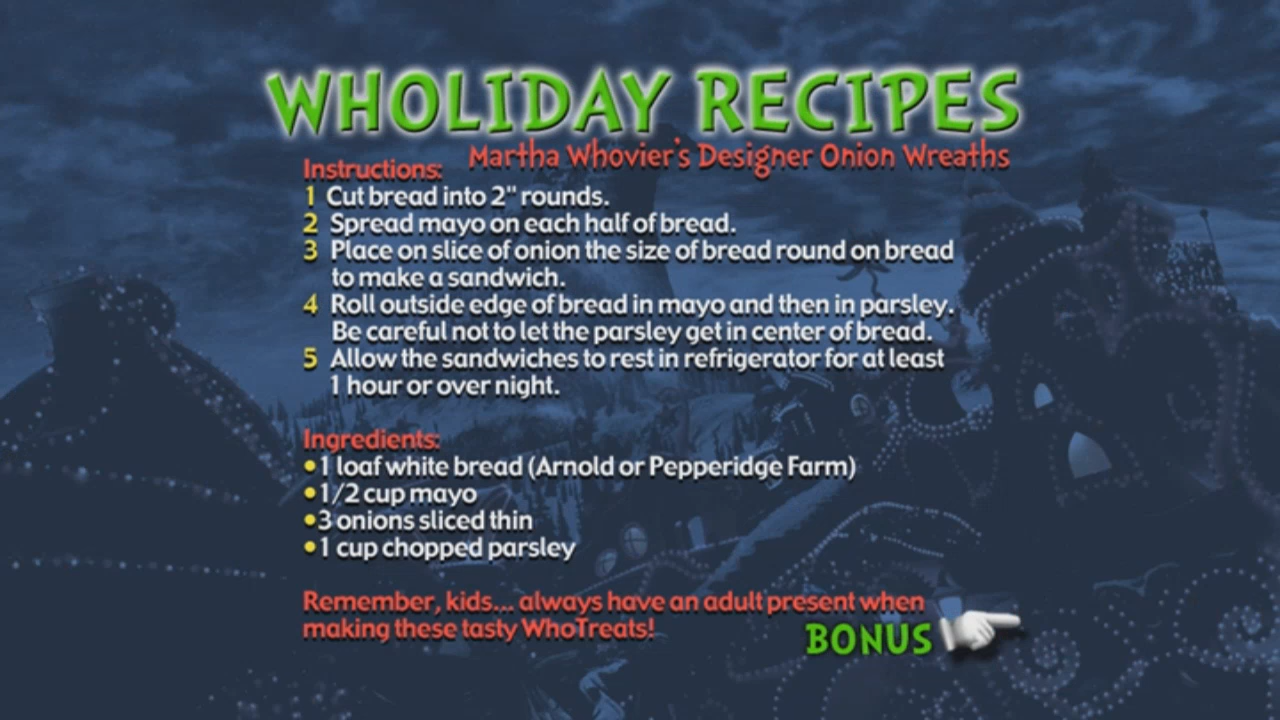 WHOLIDAY RECIPES
Martha Whovier's Designer Onion Wreaths
Instructions:
1 Cut bread into 2" rounds.
2 Spread mayo on each half of bread.
3 Place on slice of onion the size of bread round on bread
to make a sandwich.
4 Roll outside edge of bread in mayo and then in parsley.
Be careful not to let the parsley get in center of bread.
5 Allow the sandwiches to rest in refrigerator for at least
1 hour or over night.
Ingredients:
•1 loaf white bread (Arnold or Pepperidge Farm)
•1/2 cup mayo
•3 onions sliced thin
•1 cup chopped parsley
Remember, kids... always have an adult present when
making these tasty WhoTreats!
BONUS